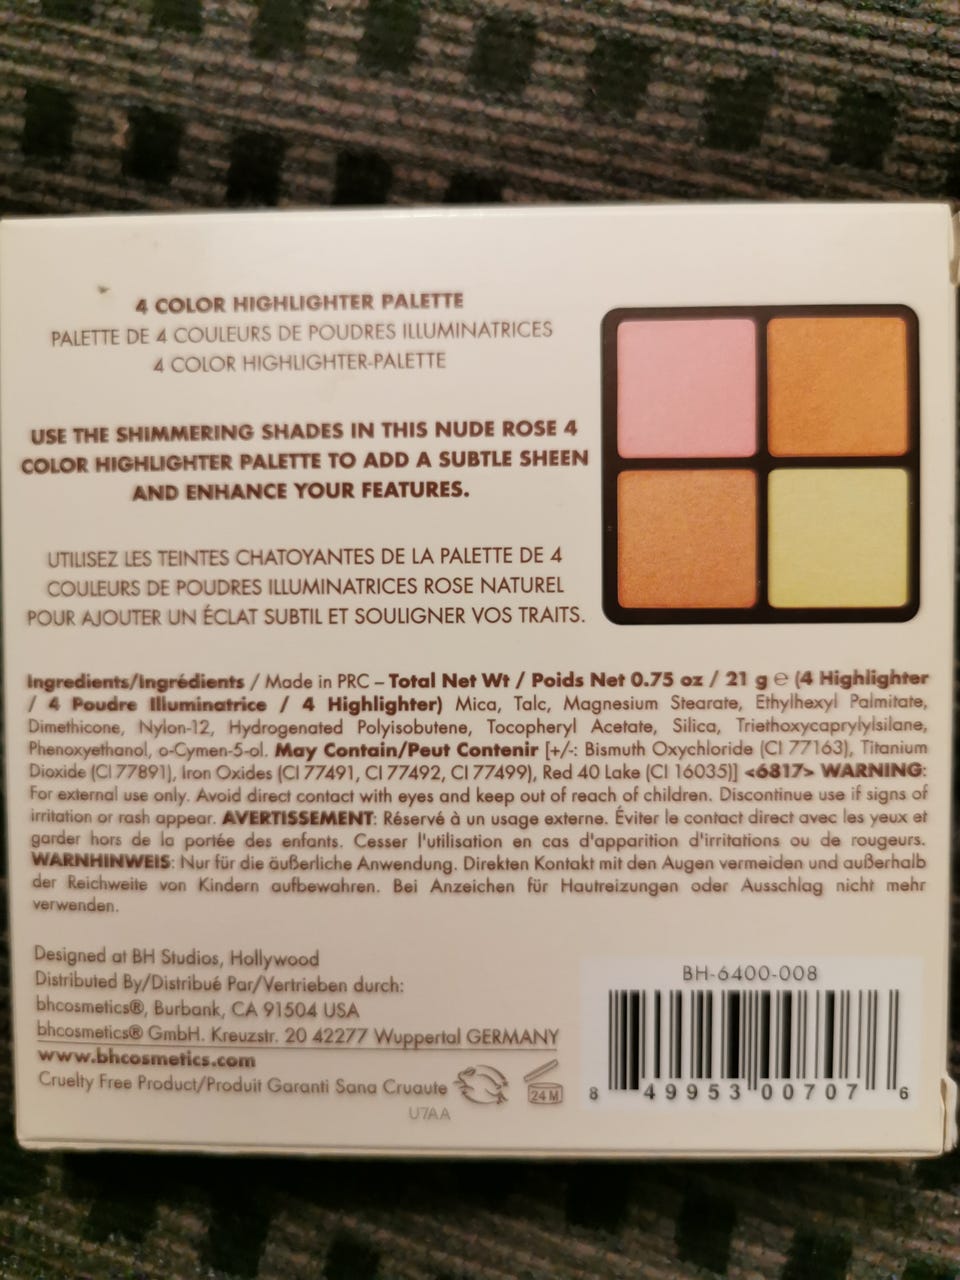 4 COLOR HIGHLIGHTER PALETTE
PALETTE DE 4 COULEURS DE POUDRES ILLUMINATRICES
4 COLOR HIGHLIGHTER-PALETTE
USE THE SHIMMERING SHADES IN THIS NUDE ROSE 4
COLOR HIGHLIGHTER PALETTE TO ADD A SUBTLE SHEEN
AND ENHANCE YOUR FEATURES.
UTILISEZ LES TEINTES CHATOYANTES DE LA PALETTE DE 4
COULEURS DE POUDRES ILLUMINATRICES ROSE NATUREL
POUR AJOUTER UN ÉCLAT SUBTIL ET SOULIGNER VOS TRAITS.
Ingredients/Ingrédients / Made in PRC – Total Net Wt / Poids Net 0.75 oz / 21 g ℮ (4 Highlighter
/ 4 Poudre Illuminatrice / 4 Highlighter) Mica, Talc, Magnesium Stearate, Ethylhexyl Palmitate,
Dimethicone, Nylon-12, Hydrogenated Polyisobutene, Tocopheryl Acetate, Silica, Triethoxycaprylylsilane,
Phenoxyethanol, o-Cymen-5-ol. May Contain/Peut Contenir [+/-: Bismuth Oxychloride (CI 77163), Titanium
Dioxide (CI 77891), Iron Oxides (CI 77491, CI 77492, CI 77499), Red 40 Lake (CI 16035)] <6817> WARNING:
For external use only. Avoid direct contact with eyes and keep out of reach of children. Discontinue use if signs of
irritation or rash appear. AVERTISSEMENT: Réservé à un usage externe. Éviter le contact direct avec les yeux et
garder hors de la portée des enfants. Cesser l'utilisation en cas d'apparition d'irritations ou de rougeurs.
WARNHINWEIS: Nur für die äußerliche Anwendung. Direkten Kontakt mit den Augen vermeiden und außerhalb
der Reichweite von Kindern aufbewahren. Bei Anzeichen für Hautreizungen oder Ausschlag nicht mehr
verwenden.
Designed at BH Studios, Hollywood
Distributed By/Distribué Par/Vertrieben durch:
bhcosmetics®, Burbank, CA 91504 USA
bhcosmetics® GmbH. Kreuzstr. 20 42277 Wuppertal GERMANY
www.bhcosmetics.com
Cruelty Free Product/Produit Garanti Sans Cruauté
24 M
U7AA
BH-6400-008
8 49953 00707 6